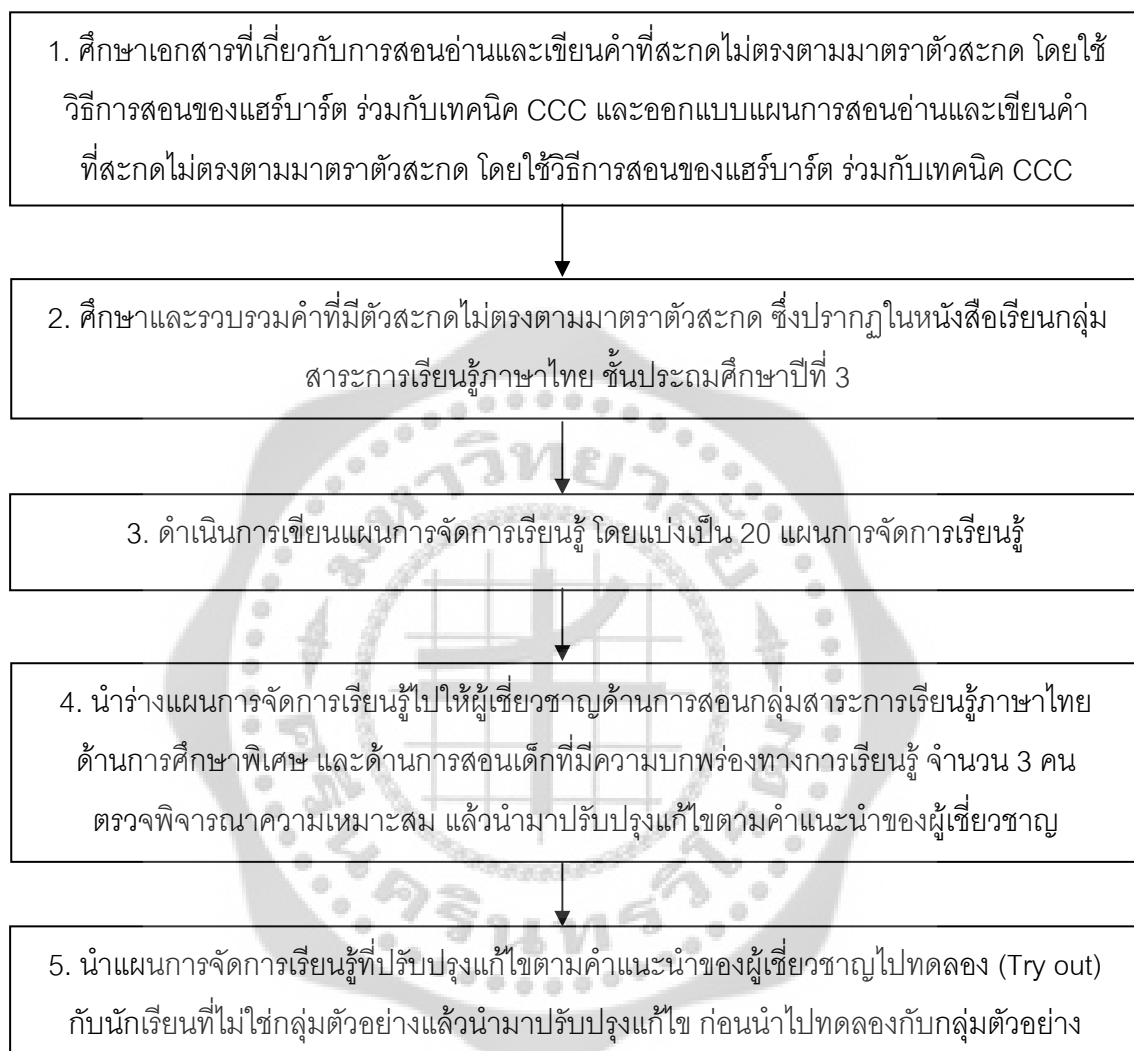 1. ศึกษาเอกสารที่เกี่ยวกับการสอนอ่านและเขียนคำที่สะกดไม่ตรงตามมาตราตัวสะกด โดยใช้
วิธีการสอนของแฮร์บาร์ต ร่วมกับเทคนิค CCC และออกแบบแผนการสอนอ่านและเขียนคำ
ที่สะกดไม่ตรงตามมาตราตัวสะกด โดยใช้วิธีการสอนของแฮร์บาร์ต ร่วมกับเทคนิค CCC
2. ศึกษาและรวบรวมคำที่มีตัวสะกดไม่ตรงตามมาตราตัวสะกด ซึ่งปรากฏในหนังสือเรียนกลุ่ม
สาระการเรียนรู้ภาษาไทย ชั้นประถมศึกษาปีที่ 3
มหาวิทยาลัย
3. ดำเนินการเขียนแผนการจัดการเรียนรู้ โดยแบ่งเป็น 20 แผนการจัดการเรียนรู้
4. นำร่างแผนการจัดการเรียนรู้ไปให้ผู้เชี่ยวชาญด้านการสอนกลุ่มสาระการเรียนรู้ภาษาไทย
ด้านการศึกษาพิเศษ และด้านการสอนเด็กที่มีความบกพร่องทางการเรียนรู้ จำนวน 3 คน
ตรวจพิจารณาความเหมาะสม แล้วนำมาปรับปรุงแก้ไขตามคำแนะนำของผู้เชี่ยวชาญ
ศรีนครินทรวิโรฒ
5. นำแผนการจัดการเรียนรู้ที่ปรับปรุงแก้ไขตามคำแนะนำของผู้เชี่ยวชาญไปทดลอง (Try out)
กับนักเรียนที่ไม่ใช่กลุ่มตัวอย่างแล้วนำมาปรับปรุงแก้ไข ก่อนนำไปทดลองกับกลุ่มตัวอย่าง